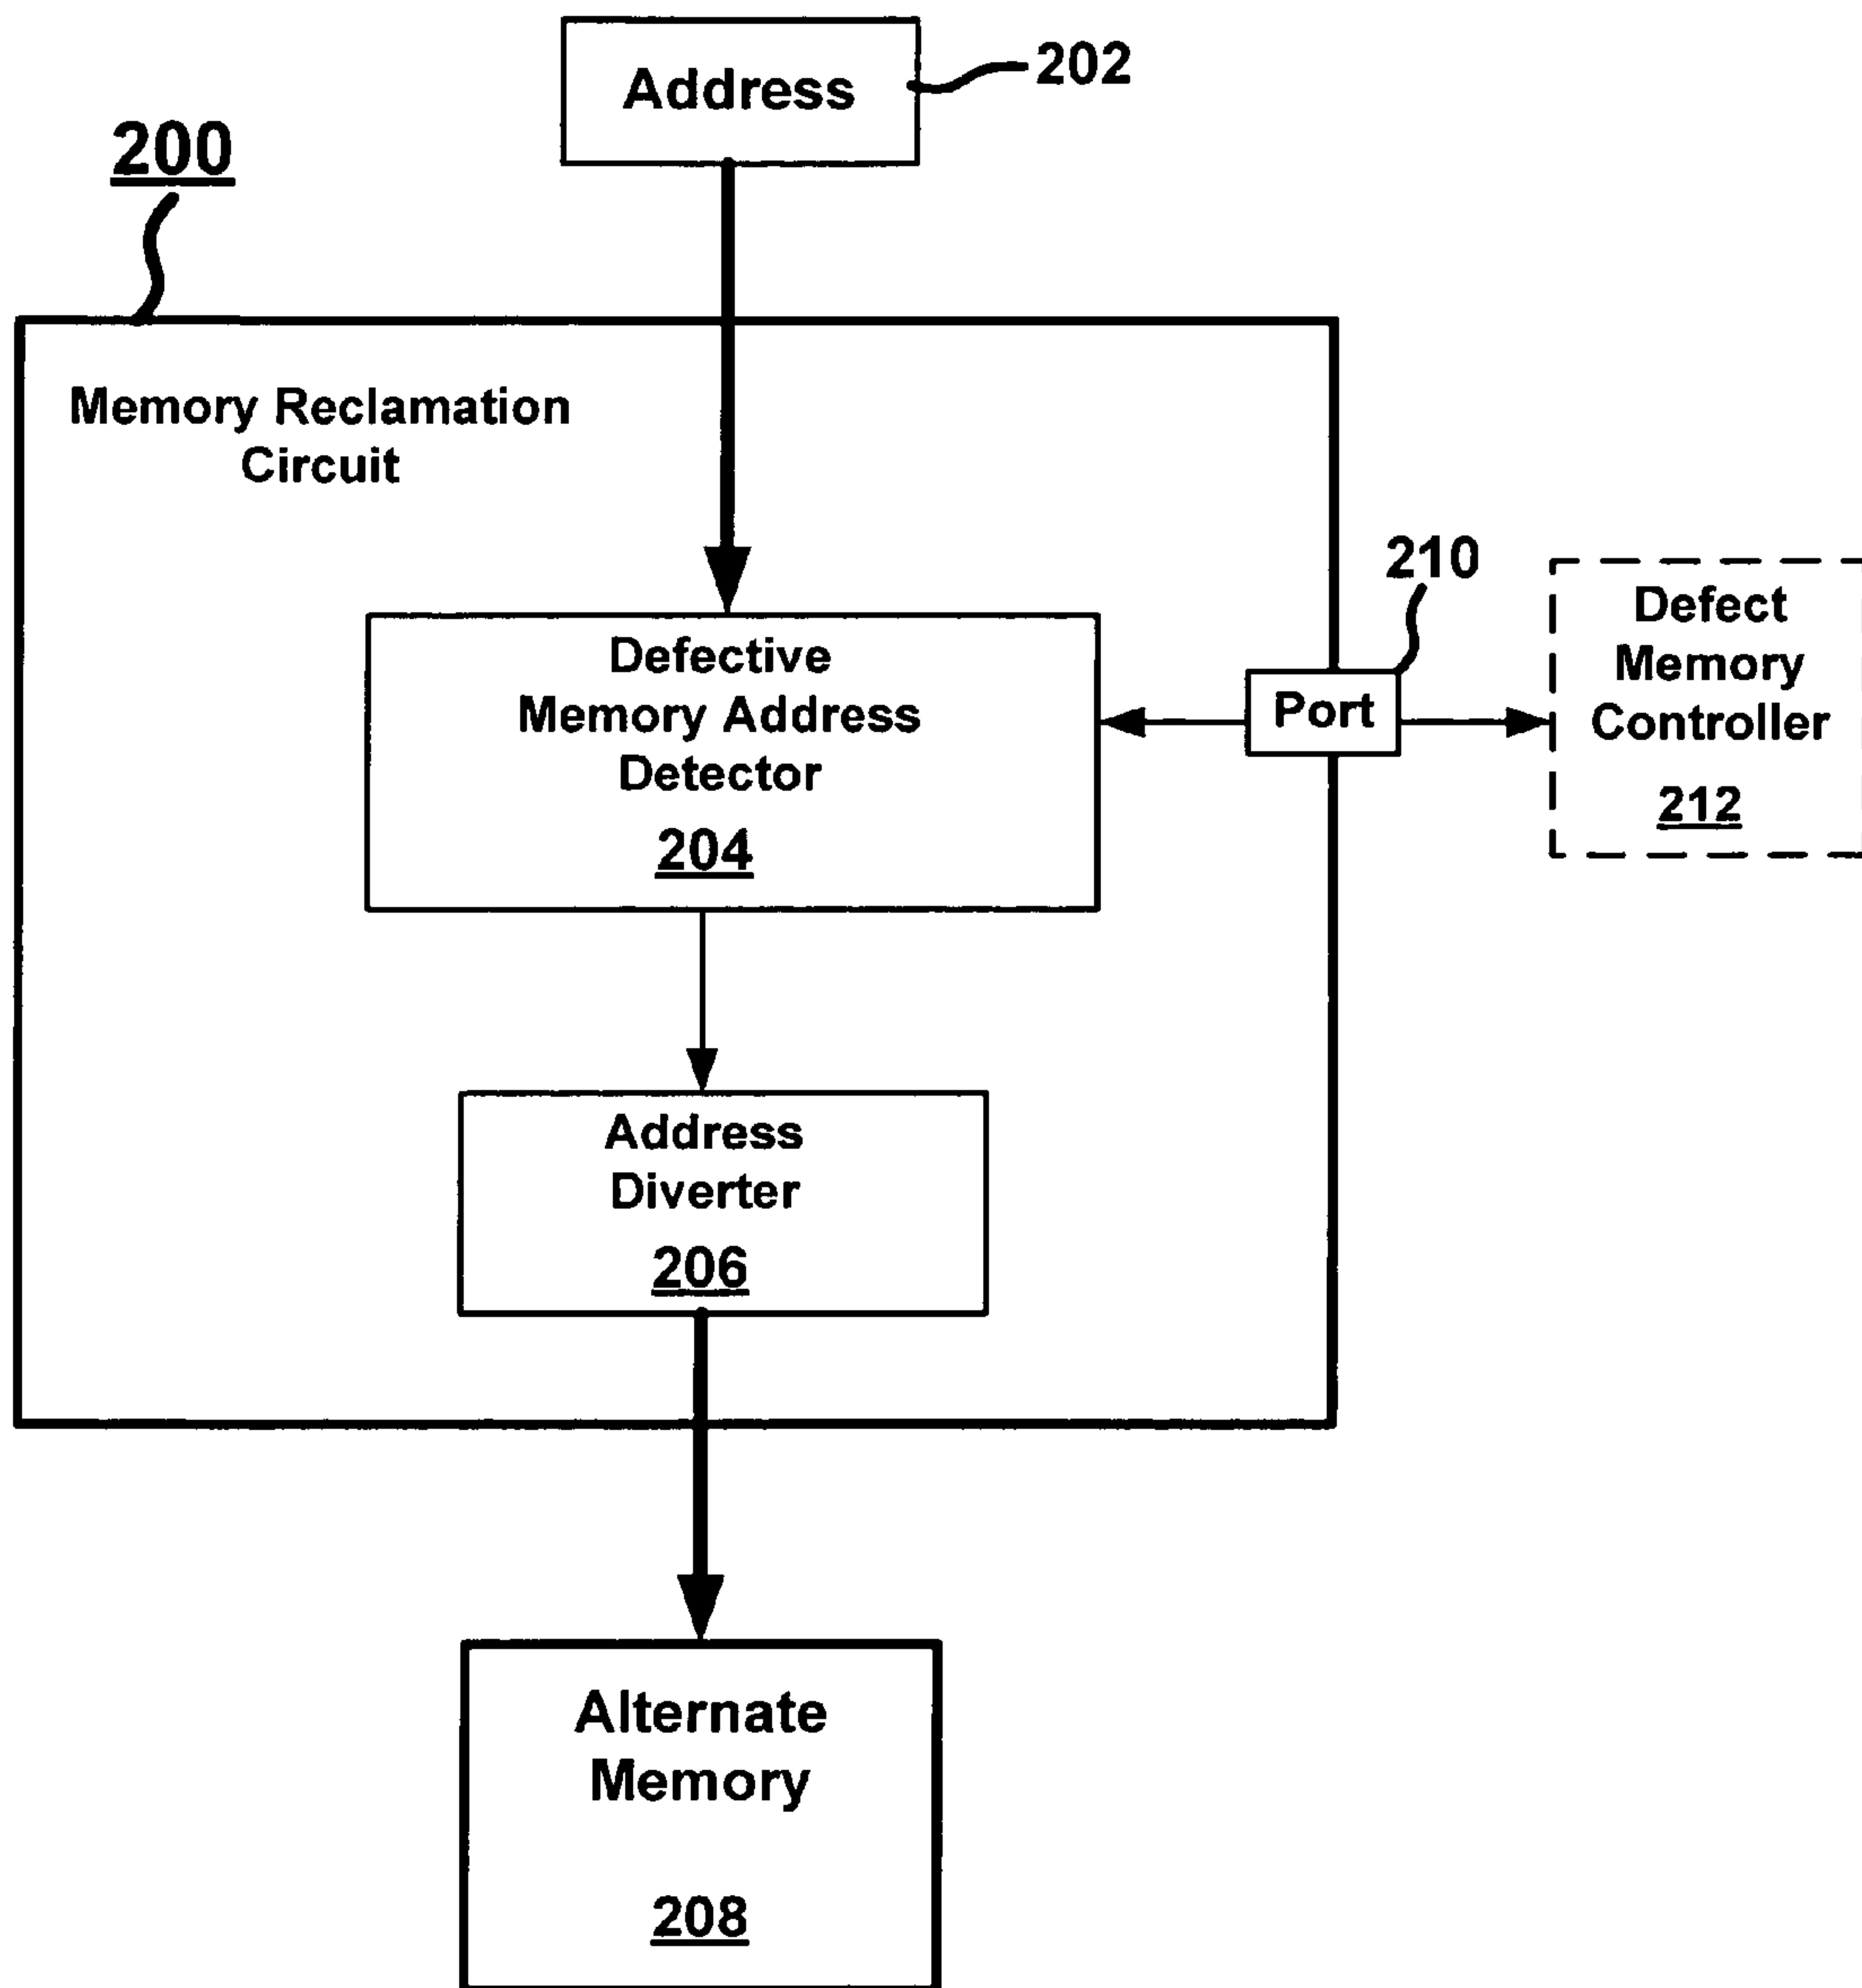 Address
202
200
Memory Reclamation
Circuit
210
Defective
Memory Address
Detector
204
Port
Defect
Memory
Controller
212
Address
Diverter
206
Alternate
Memory
208